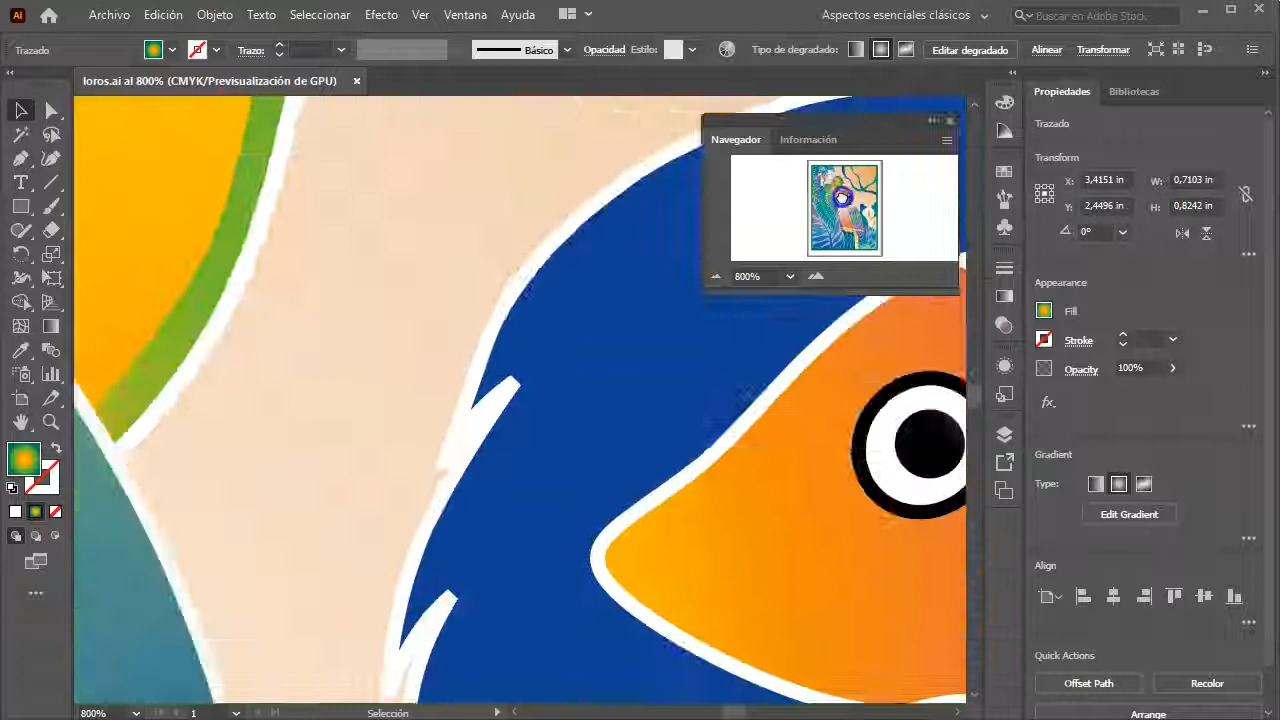 Ai
Archivo Edición Objeto Texto Seleccionar Efecto Ver Ventana Ayuda
Aspectos esenciales clásicos
Buscar en Adobe Stock.
Trazado
Trazo:
Básico
Opacidad
Estilo:
Tipo de degradado:
Editar degradado
Alinear
Transformar
loros.ai al 800% (CMYK/Previsualización de GPU)
Propiedades
Bibliotecas
Trazado
Navegador
Información
Transform
X: 3,4151 in
W: 0,7103 in
Y: 2,4496 in
H: 0,8242 in
0°
800%
Appearance
Fill
Stroke
Opacity
100%
fx.
Gradient
Type:
Edit Gradient
Align
Quick Actions
Offset Path
Recolor
Arrange
800%
1
Selección